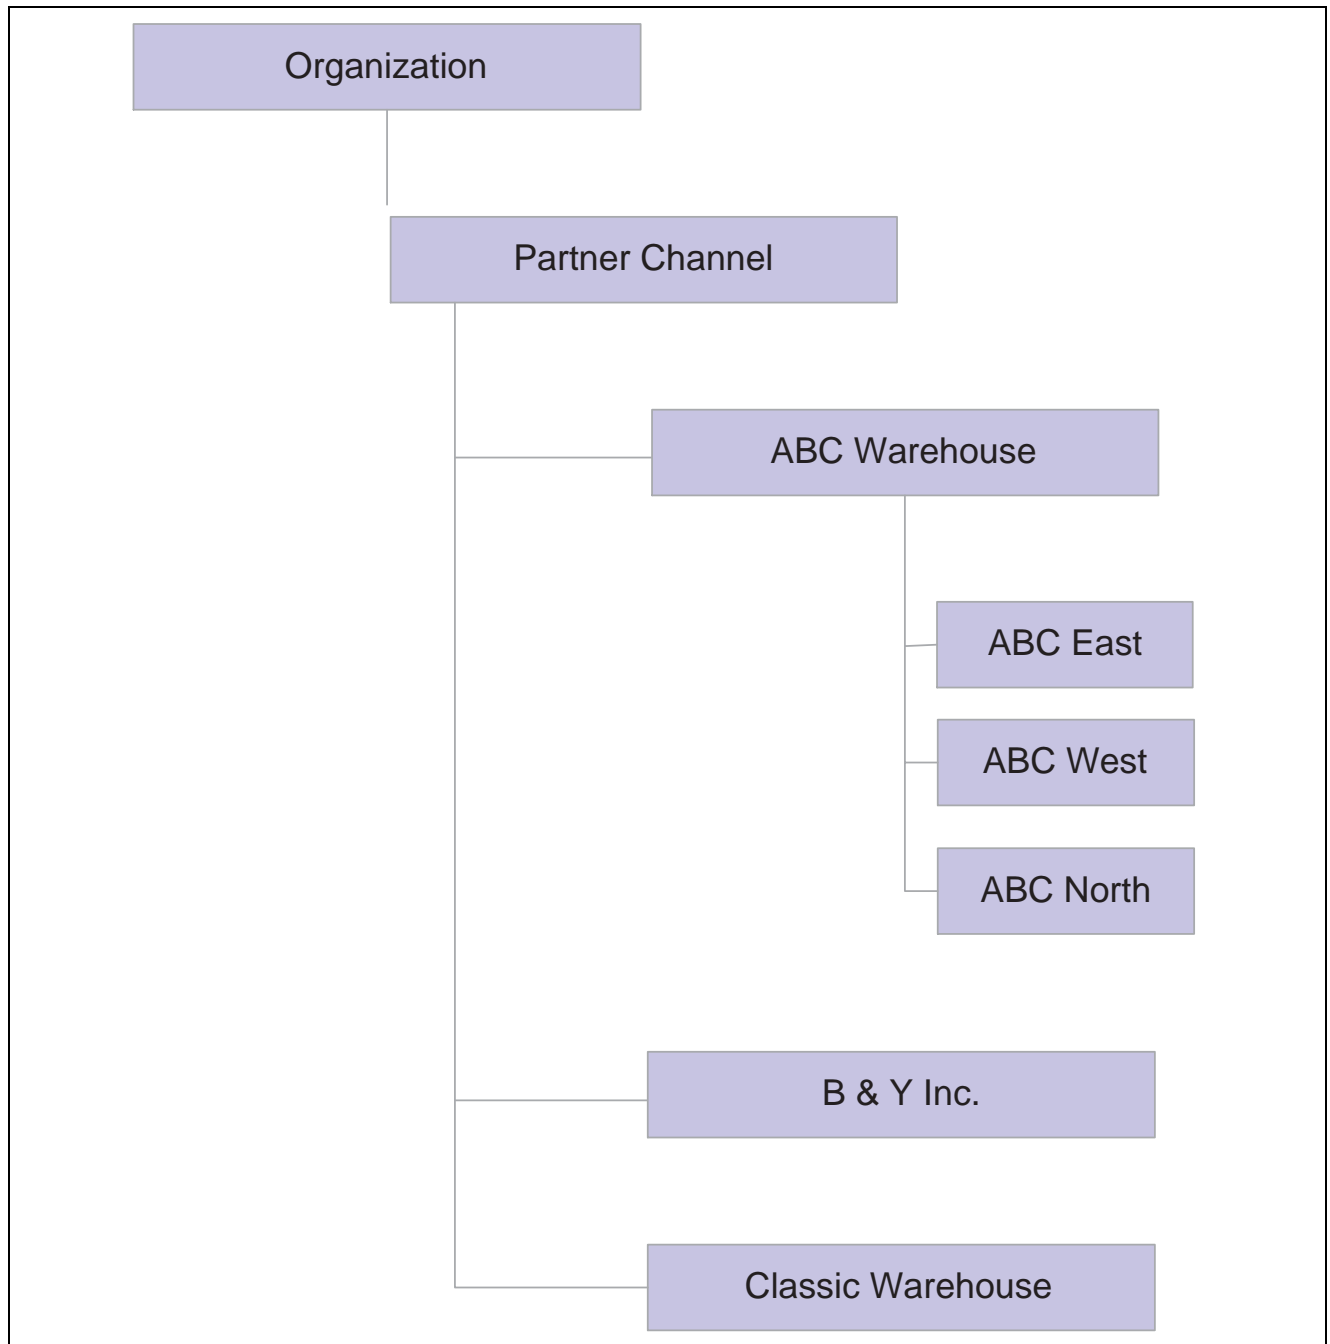 Organization
Partner Channel
ABC Warehouse
ABC East
ABC West
ABC North
B & Y Inc.
Classic Warehouse